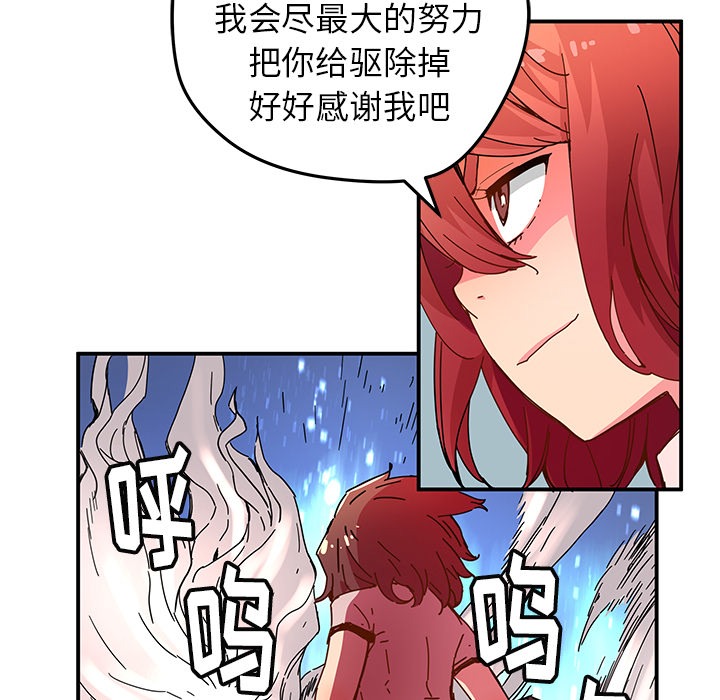 我会尽最大的努力
把你给驱除掉
好好感谢我吧
呼
呜
呜